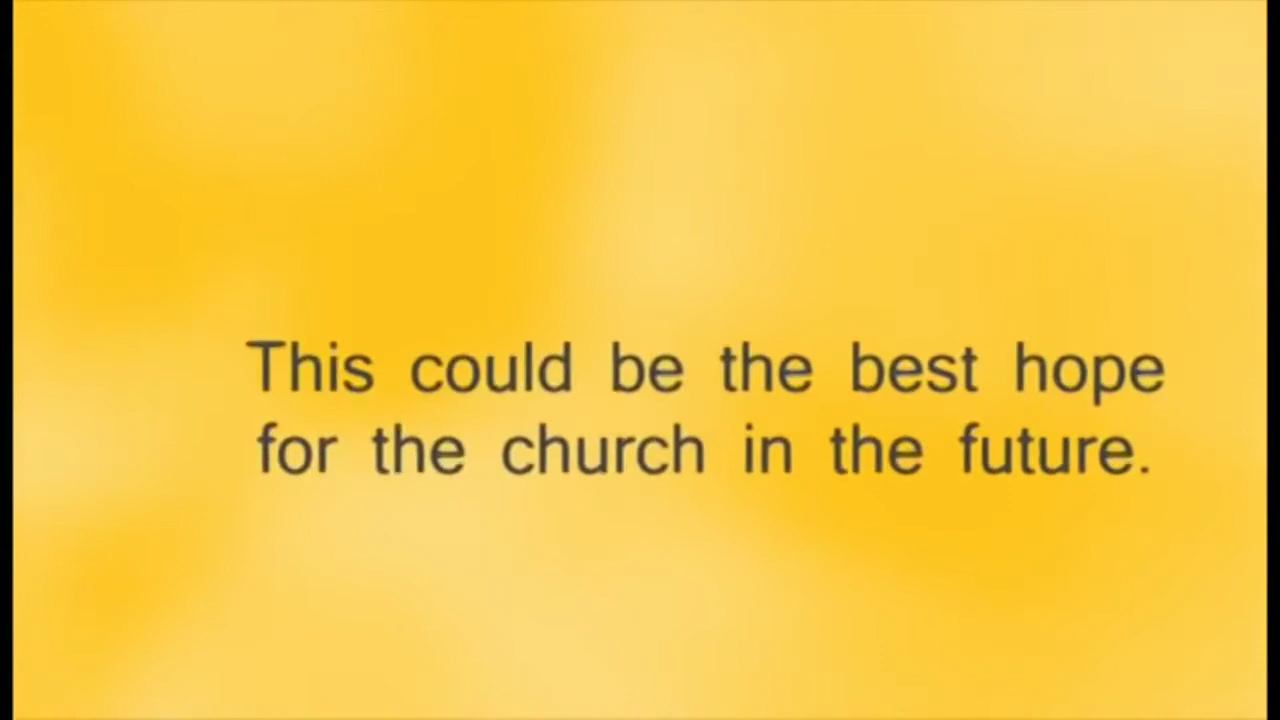 This could be the best hope
for the church in the future.